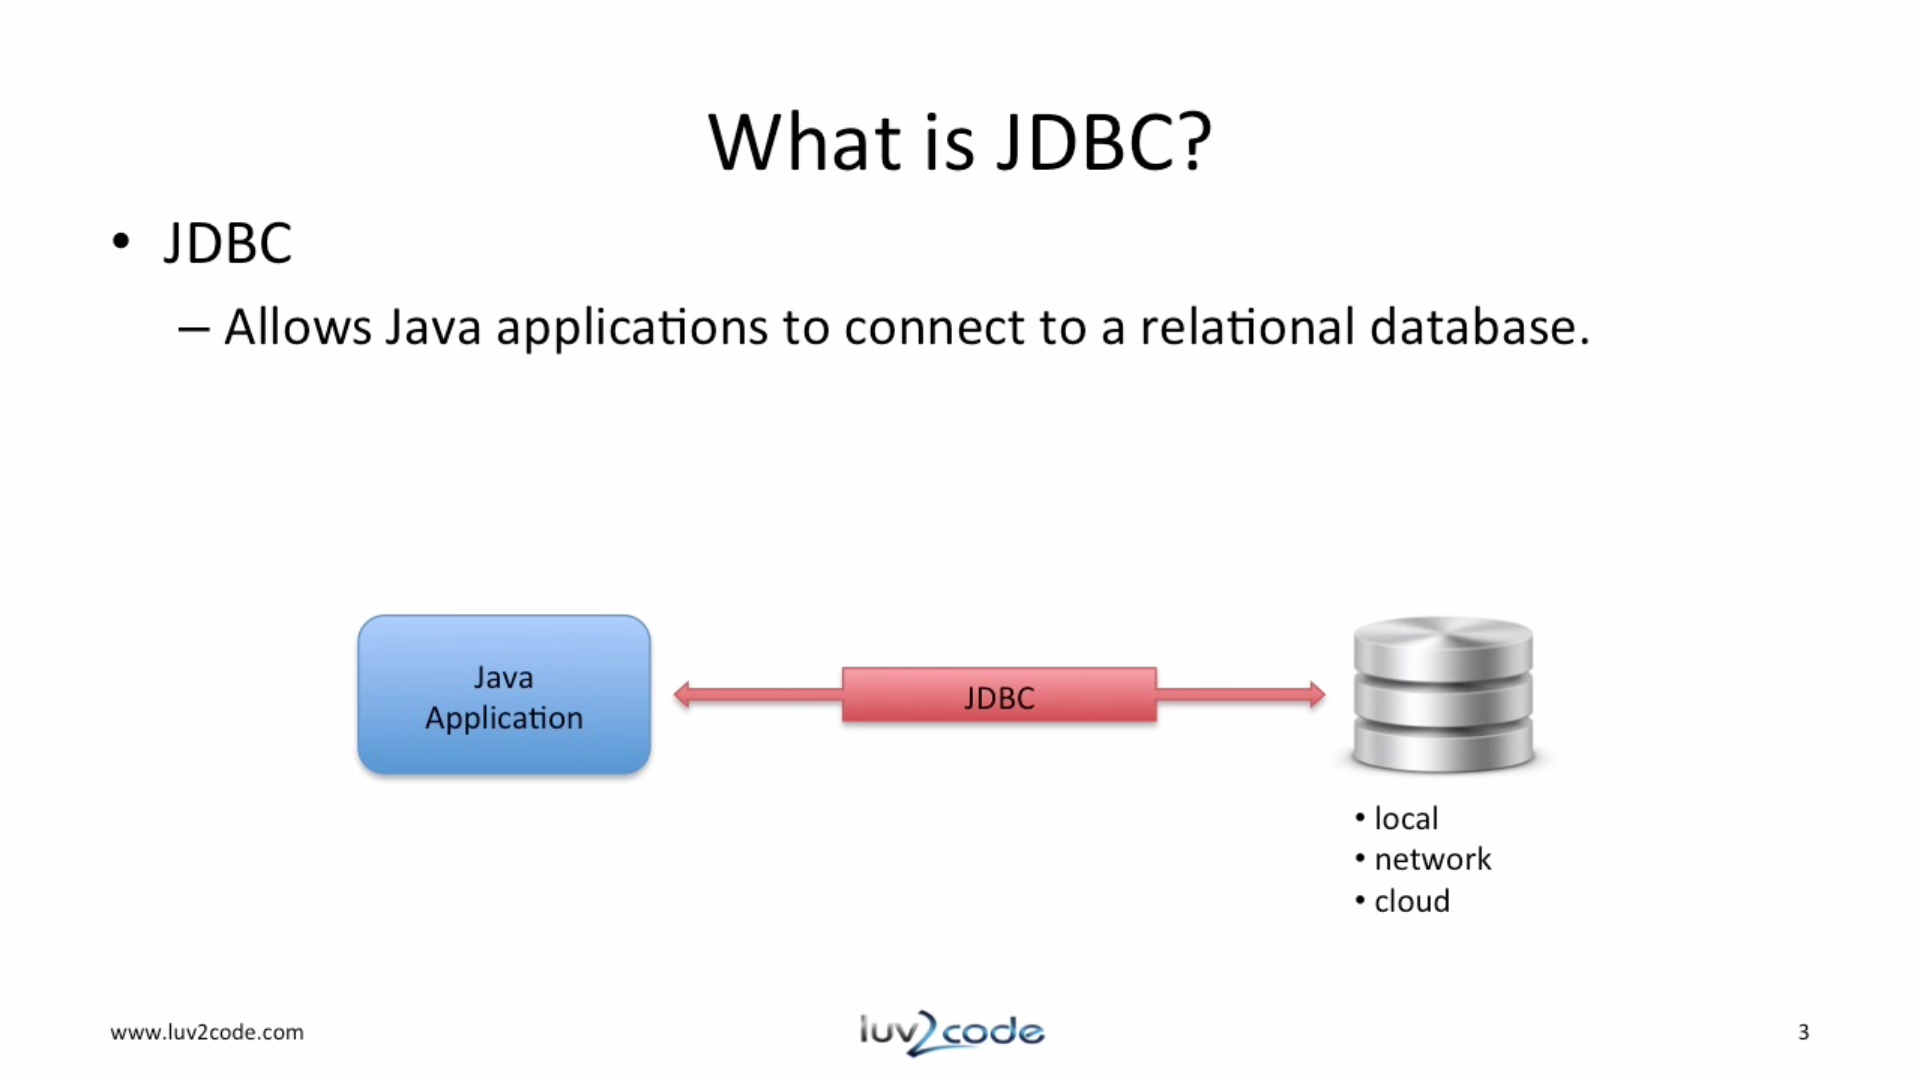 What is JDBC?
• JDBC
– Allows Java applications to connect to a relational database.
Java
Application
JDBC
• local
• network
• cloud
www.luv2code.com
luv2code
3